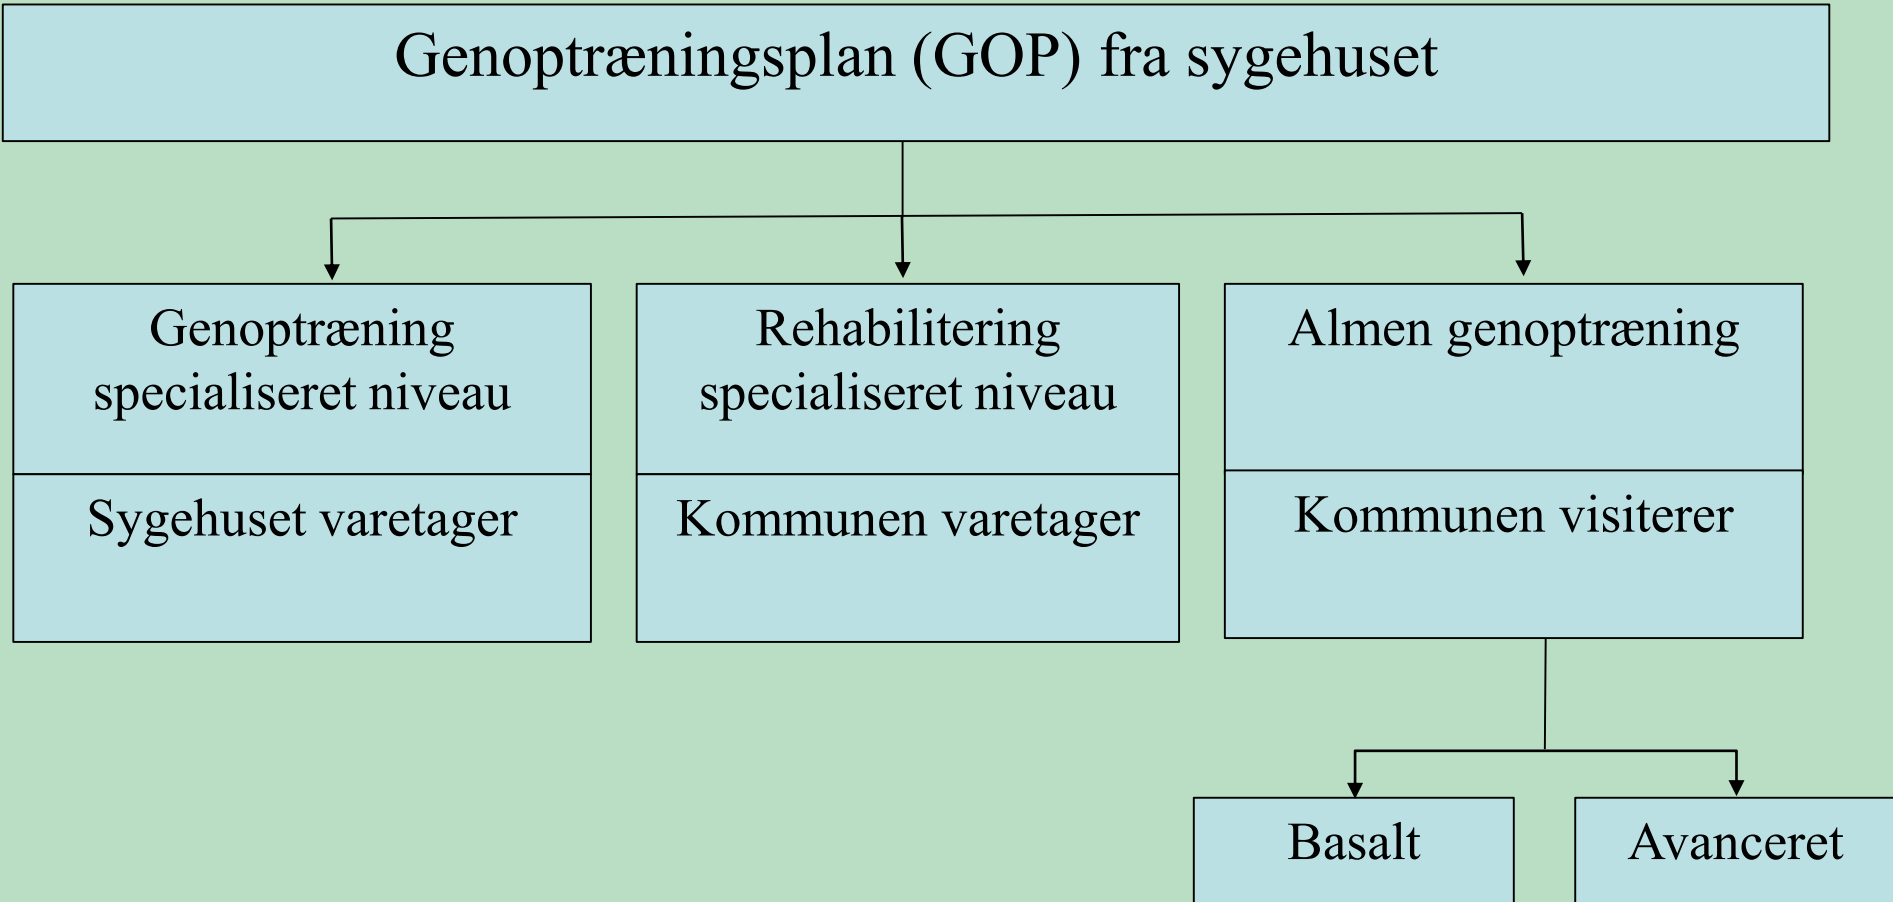 Genoptræningsplan (GOP) fra sygehuset
Genoptræning
specialiseret niveau
Sygehuset varetager
Rehabilitering
specialiseret niveau
Kommunen varetager
Almen genoptræning
Kommunen visiterer
Basalt
Avanceret